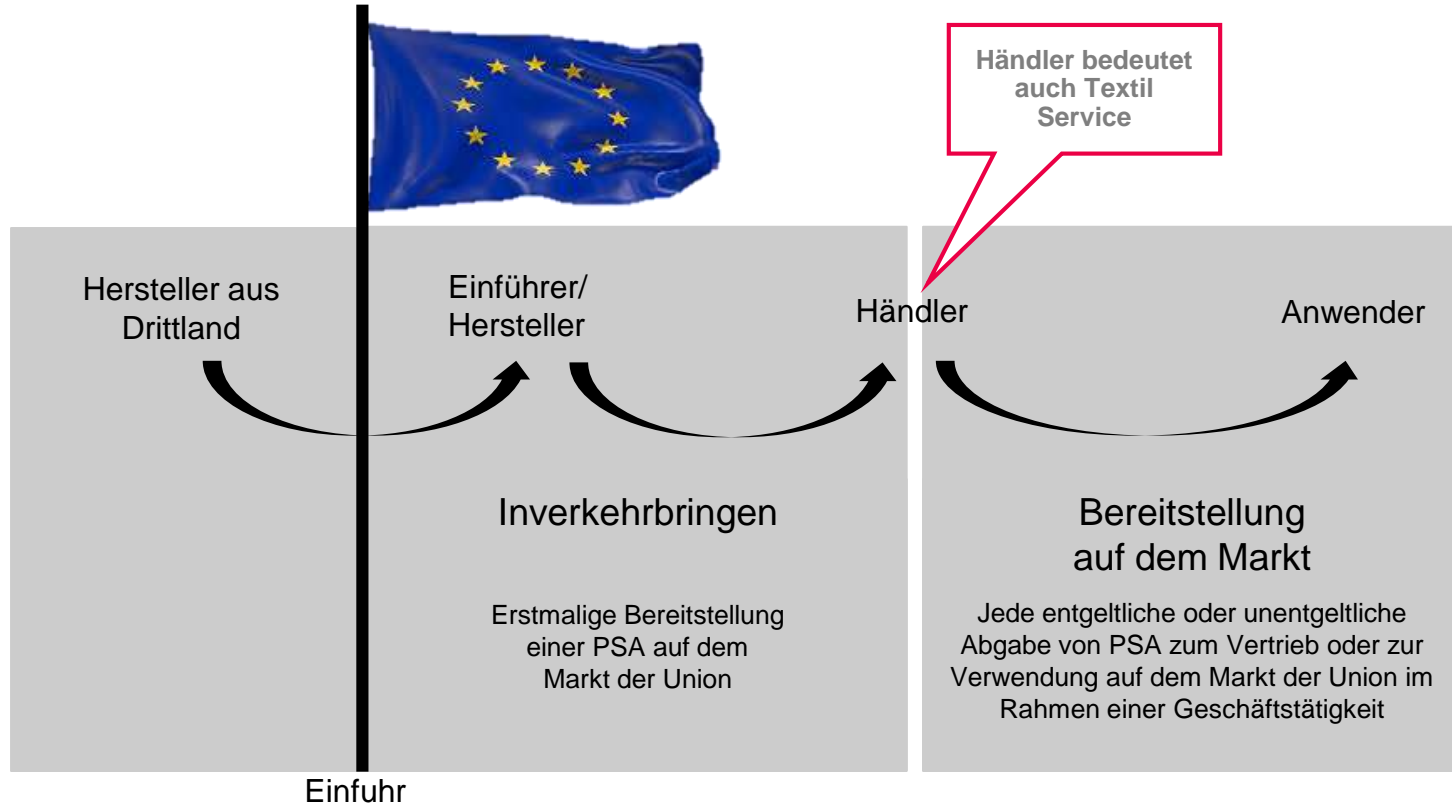 Händler bedeutet
auch Textil
Service
Hersteller aus
Drittland
Einführer/
Hersteller
Händler
Anwender
Inverkehrbringen
Erstmalige Bereitstellung
einer PSA auf dem
Markt der Union
Bereitstellung
auf dem Markt
Jede entgeltliche oder unentgeltliche
Abgabe von PSA zum Vertrieb oder zur
Verwendung auf dem Markt der Union im
Rahmen einer Geschäftstätigkeit
Einfuhr